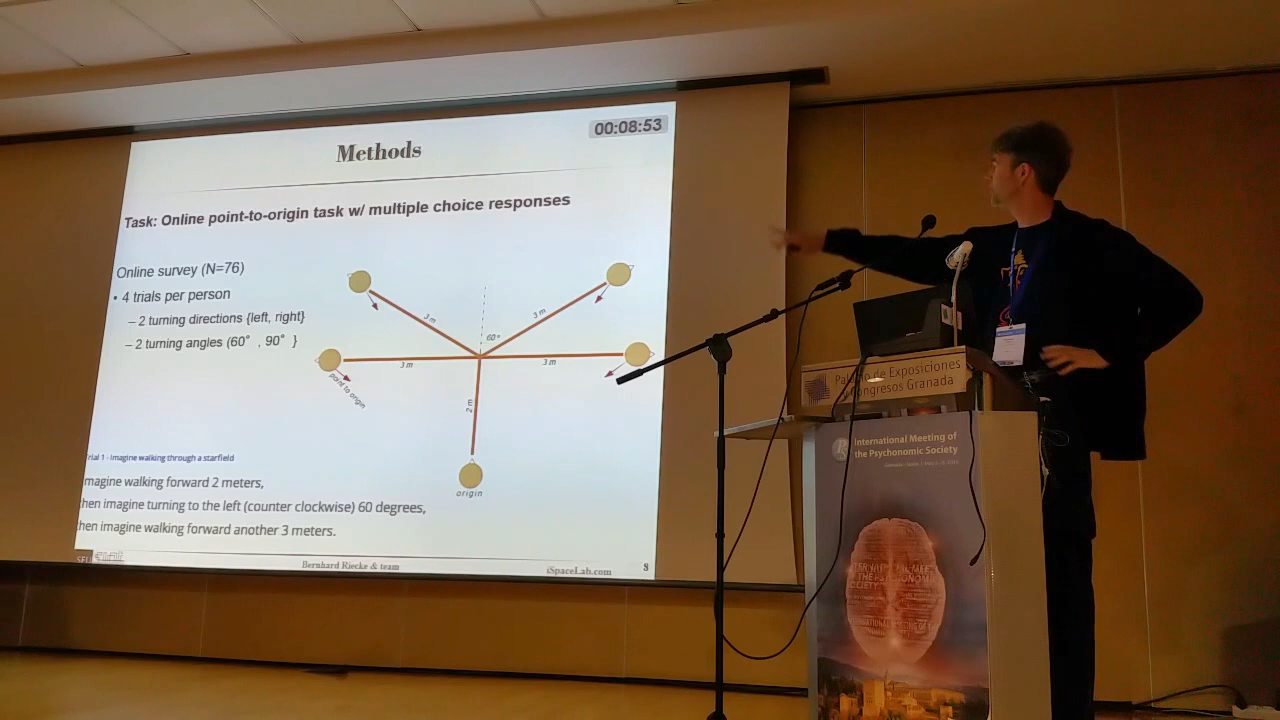 00:08:53
Methods
Task: Online point-to-origin task w/ multiple choice responses
Online survey (N=76)
• 4 trials per person
– 2 turning directions {left, right}
– 2 turning angles (60°, 90° }
3 m
3 m
60°
3 m
3 m
point to origin
2 m
origin
rial 1 - Imagine walking through a starfield
magine walking forward 2 meters,
hen imagine turning to the left (counter clockwise) 60 degrees,
hen imagine walking forward another 3 meters.
Bernhard Riecke & team
iSpaceLab.com
8
de Exposiciones
Congresos Granada
International Meeting of
the Psychonomic Society